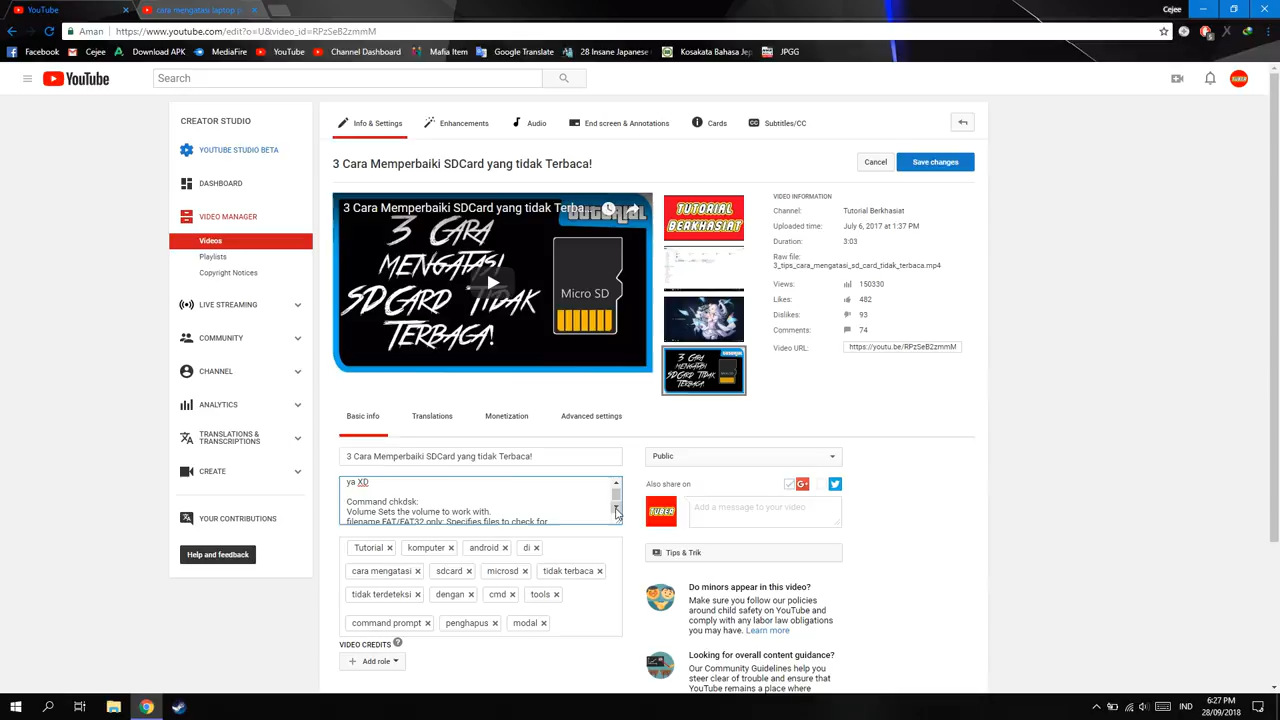 YouTube
cara mengatasi laptop
Cejee
Aman
https://www.youtube.com/edit?o=U&video_id=RPzSeB2zmmM
Facebook
Cejee
Download APK
MediaFire
YouTube
Channel Dashboard
Mafia Item
Google Translate
28 Insane Japanese
Kosakata Bahasa Jep
JPGG
YouTube
Search
TUBER
CREATOR STUDIO
YOUTUBE STUDIO BETA
DASHBOARD
VIDEO MANAGER
Videos
Playlists
Copyright Notices
LIVE STREAMING
COMMUNITY
CHANNEL
ANALYTICS
TRANSLATIONS &
TRANSCRIPTIONS
CREATE
YOUR CONTRIBUTIONS
Help and feedback
Info & Settings
Enhancements
Audio
End screen & Annotations
Cards
Subtitles/CC
3 Cara Memperbaiki SDCard yang tidak Terbaca!
Cancel
Save changes
3 Cara Memperbaiki SDCard yang tidak Terba...
TUTORIAL
3 CARA
MENGATASI
SDCARD TIDAK
TERBACA!
Micro SD
TUTORIAL
BERKHASIAT
3 CARA
MENGATASI
SDCARD TIDAK
TERBACA
VIDEO INFORMATION
Channel: Tutorial Berkhasiat
Uploaded time: July 6, 2017 at 1:37 PM
Duration: 3:03
Raw file:
3_tips_cara_mengatasi_sd_card_tidak_terbaca.mp4
Views: 150330
Likes: 482
Dislikes: 93
Comments: 74
Video URL: https://youtu.be/RPzSeB2zmmM
Basic info
Translations
Monetization
Advanced settings
3 Cara Memperbaiki SDCard yang tidak Terbaca!
ya XD
Command chkdsk:
Volume Sets the volume to work with.
filename FAT/FAT32 only: Specifies files to check for
Tutorial
komputer
android
di
cara mengatasi
sdcard
microsd
tidak terbaca
tidak terdeteksi
dengan
cmd
tools
command prompt
penghapus
modal
VIDEO CREDITS
Add role
Public
Also share on
G+
TUBER
Add a message to your video
Tips & Trik
Do minors appear in this video?
Make sure you follow our policies
around child safety on YouTube and
comply with any labor law obligations
you may have. Learn more
Looking for overall content guidance?
Our Community Guidelines help you
steer clear of trouble and ensure that
YouTube remains a place where
IND
6:27 PM
28/09/2018